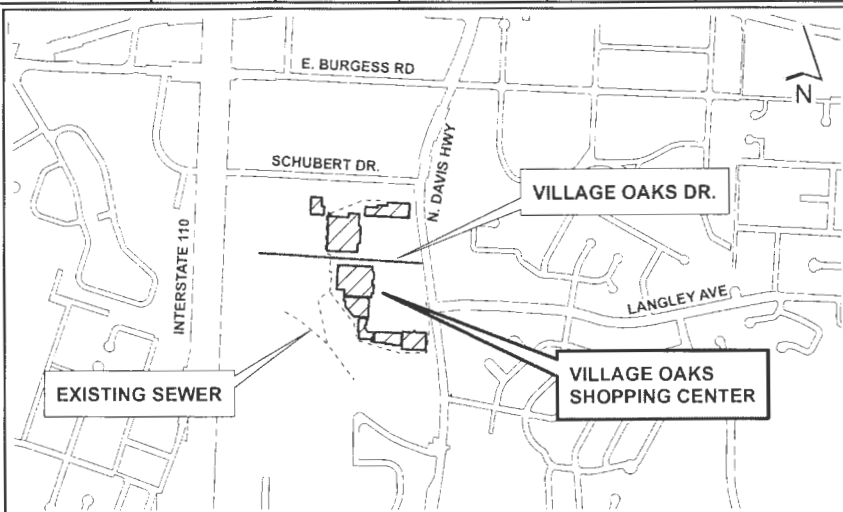 E. BURGESS RD
N
SCHUBERT DR.
N. DAVIS HWY
VILLAGE OAKS DR.
INTERSTATE 110
LANGLEY AVE
EXISTING SEWER
VILLAGE OAKS
SHOPPING CENTER